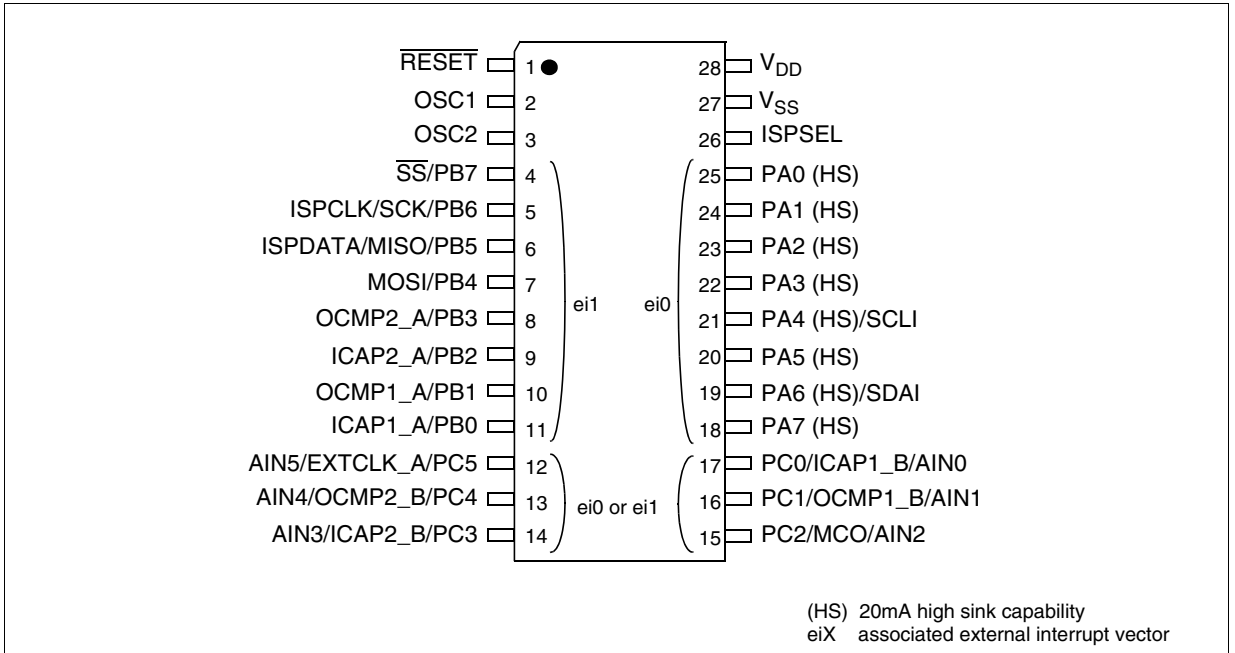 RESET 1 28 VDD
OSC1 2 27 VSS
OSC2 3 26 ISPSEL
SS/PB7 4 25 PA0 (HS)
ISPCLK/SCK/PB6 5 24 PA1 (HS)
ISPDATA/MISO/PB5 6 23 PA2 (HS)
MOSI/PB4 7 22 PA3 (HS)
ei1 ei0
OCMP2_A/PB3 8 21 PA4 (HS)/SCLI
ICAP2_A/PB2 9 20 PA5 (HS)
OCMP1_A/PB1 10 19 PA6 (HS)/SDAI
ICAP1_A/PB0 11 18 PA7 (HS)
AIN5/EXTCLK_A/PC5 12 17 PC0/ICAP1_B/AIN0
AIN4/OCMP2_B/PC4 13 ei0 or ei1 16 PC1/OCMP1_B/AIN1
AIN3/ICAP2_B/PC3 14 15 PC2/MCO/AIN2
(HS) 20mA high sink capability
eiX associated external interrupt vector